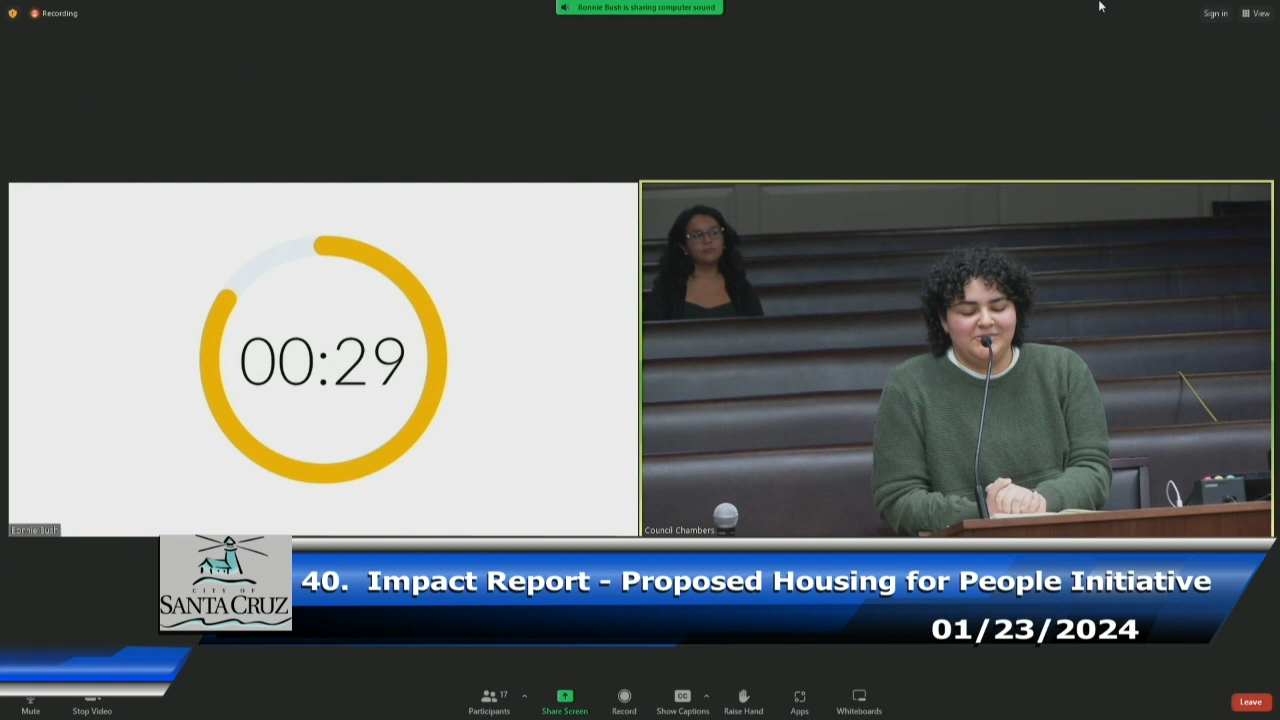 Recording
Bonnie Bush is sharing computer sound
Sign in
View
00:29
Bonnie Bush
Council Chambers
CITY OF
SANTA CRUZ
40. Impact Report - Proposed Housing for People Initiative
01/23/2024
Mute
Stop Video
Participants
17
Share Screen
Record
CC
Show Captions
Raise Hand
Apps
Whiteboards
Leave